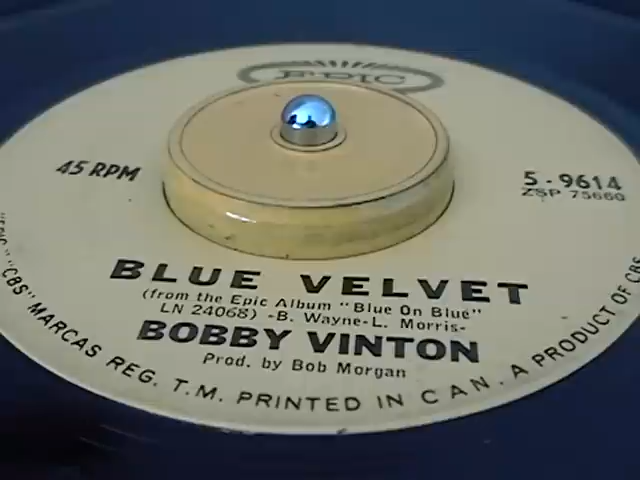 EPIC
45 RPM
5-9614
ZSP 75660
BLUE VELVET
(from the Epic Album "Blue On Blue"
LN 24068) -B. Wayne-L. Morris-
BOBBY VINTON
Prod. by Bob Morgan
"CBS" MARCAS REG. T.M. PRINTED IN CAN. A PRODUCT OF CBS